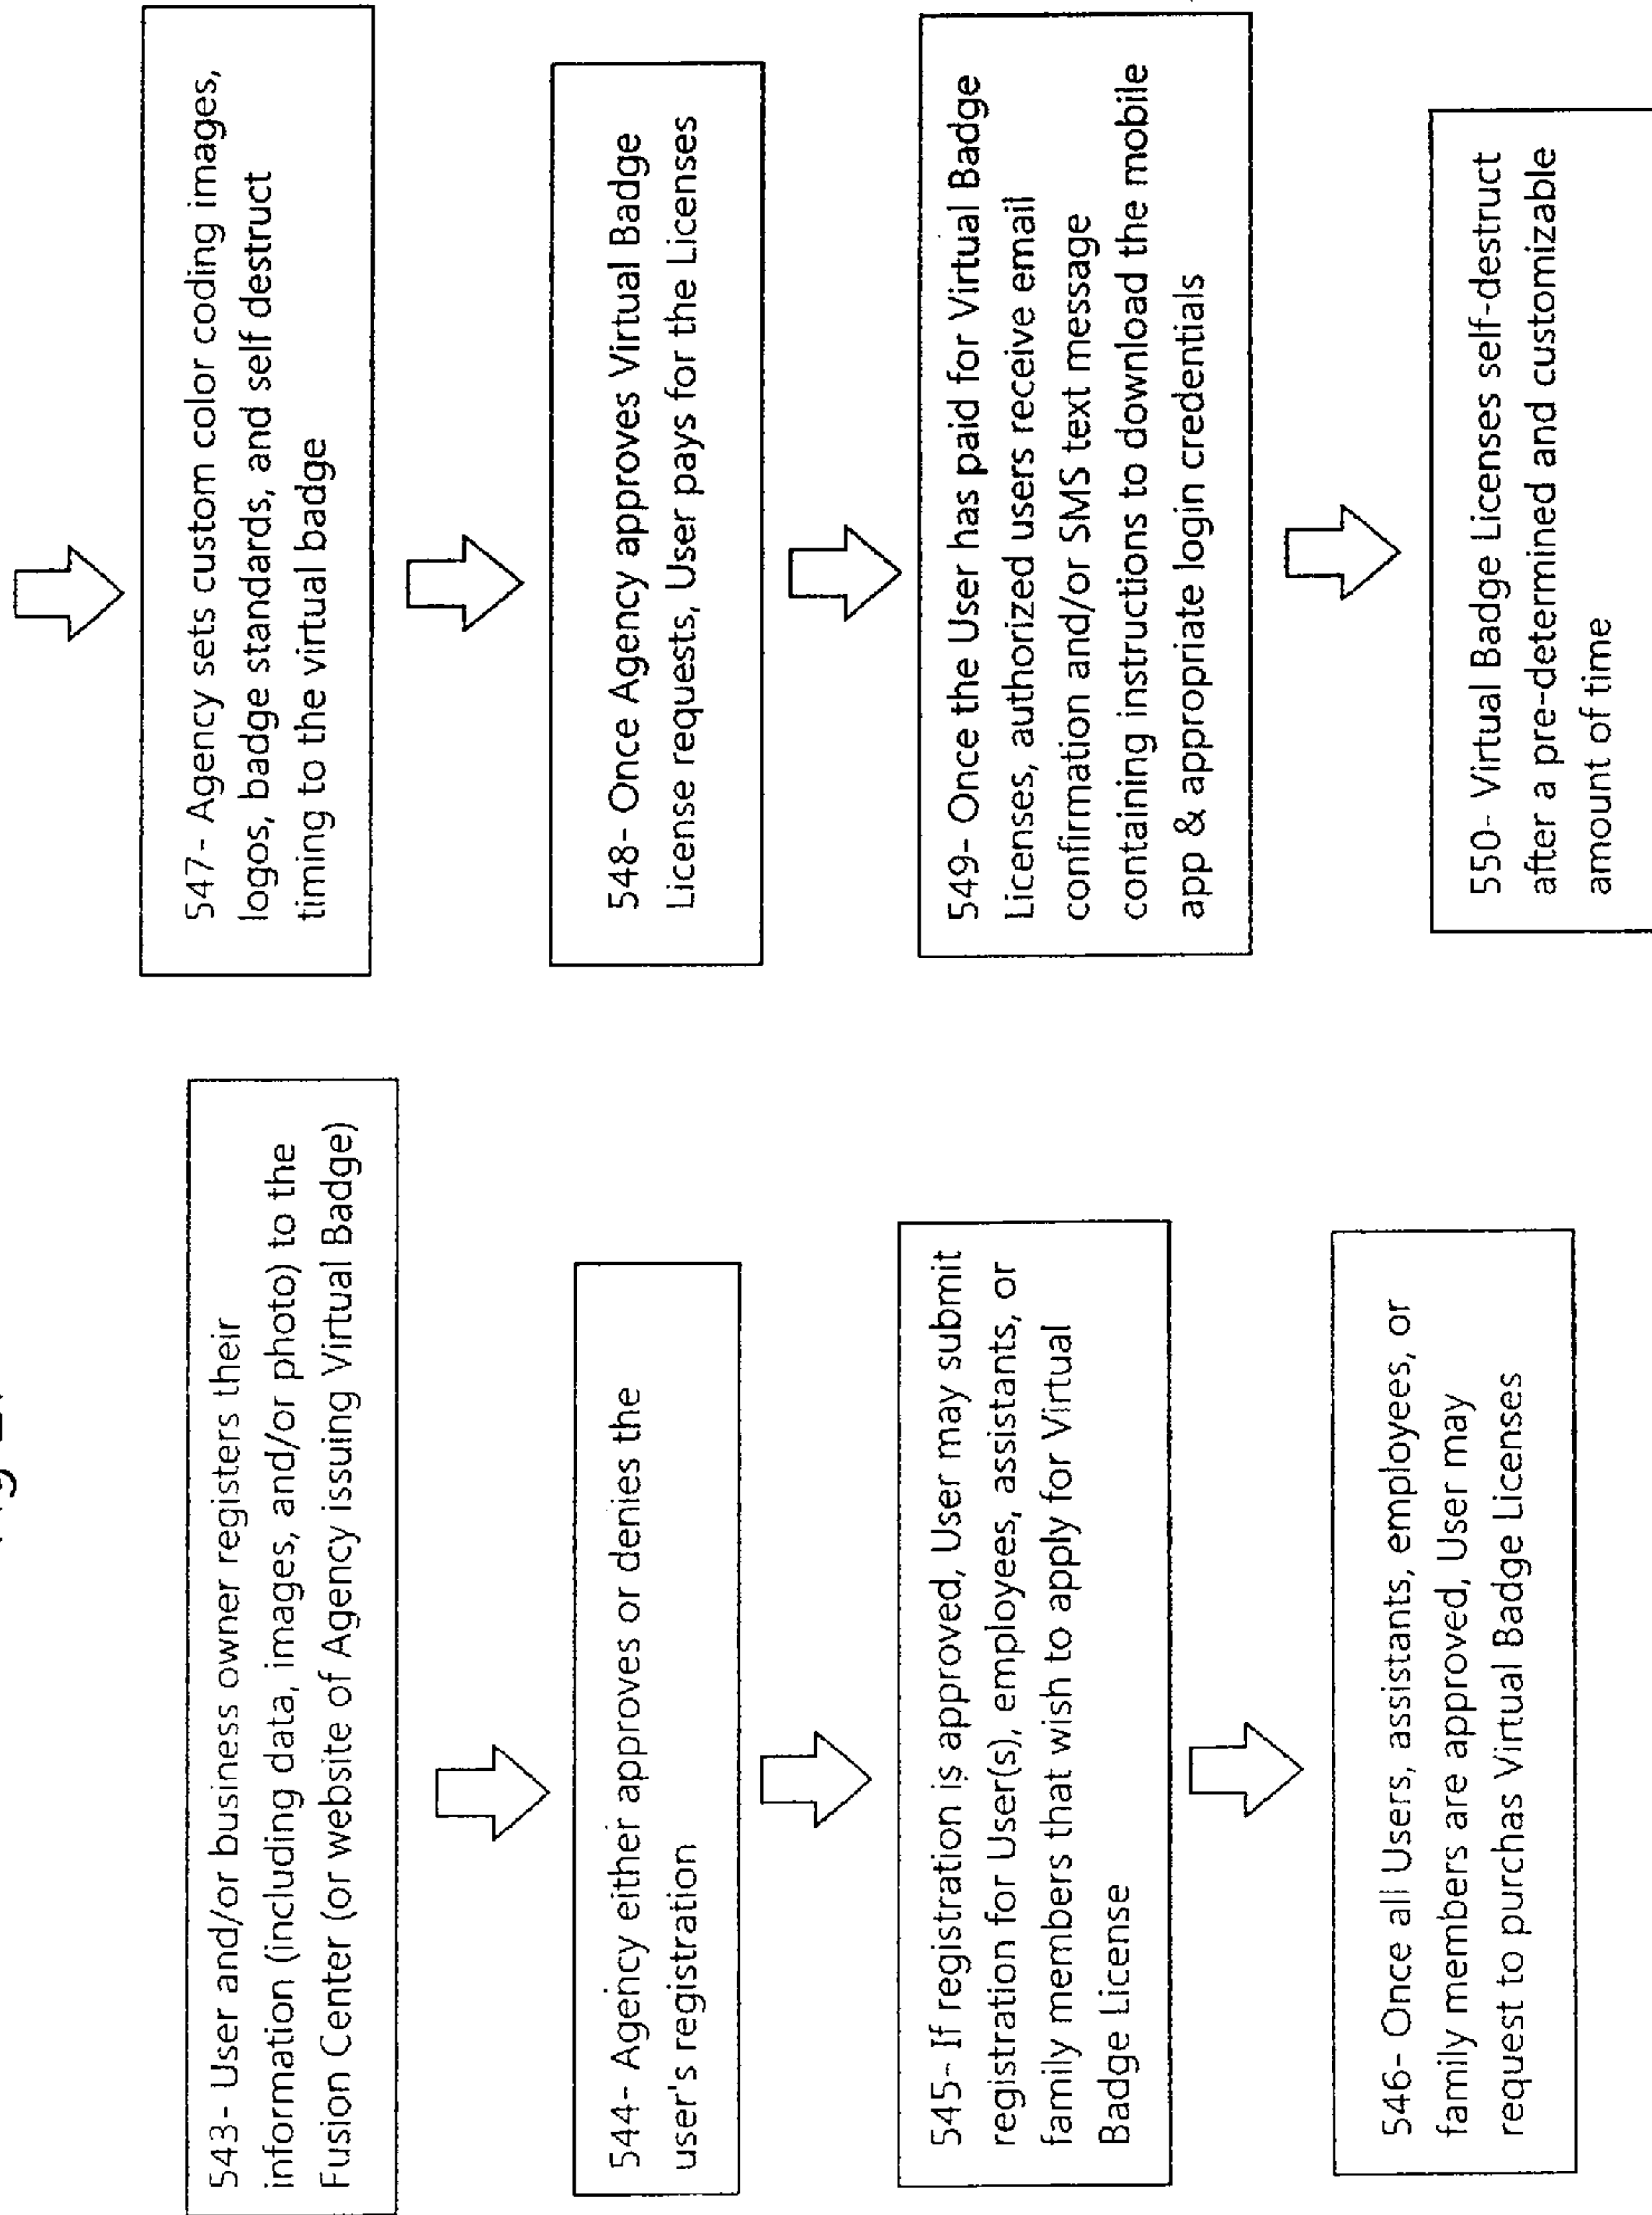 543- User and/or business owner registers their
information (including data, images, and/or photo) to the
Fusion Center (or website of Agency issuing Virtual Badge)
544- Agency either approves or denies the
user's registration
545- If registration is approved, User may submit
registration for User(s), employees, assistants, or
family members that wish to apply for Virtual
Badge License
546- Once all Users, assistants, employees, or
family members are approved, User may
request to purchas Virtual Badge Licenses
547- Agency sets custom color coding images,
logos, badge standards, and self destruct
timing to the virtual badge
548- Once Agency approves Virtual Badge
License requests, User pays for the Licenses
549- Once the User has paid for Virtual Badge
Licenses, authorized users receive email
confirmation and/or SMS text message
containing instructions to download the mobile
app & appropriate login credentials
550- Virtual Badge Licenses self-destruct
after a pre-determined and customizable
amount of time